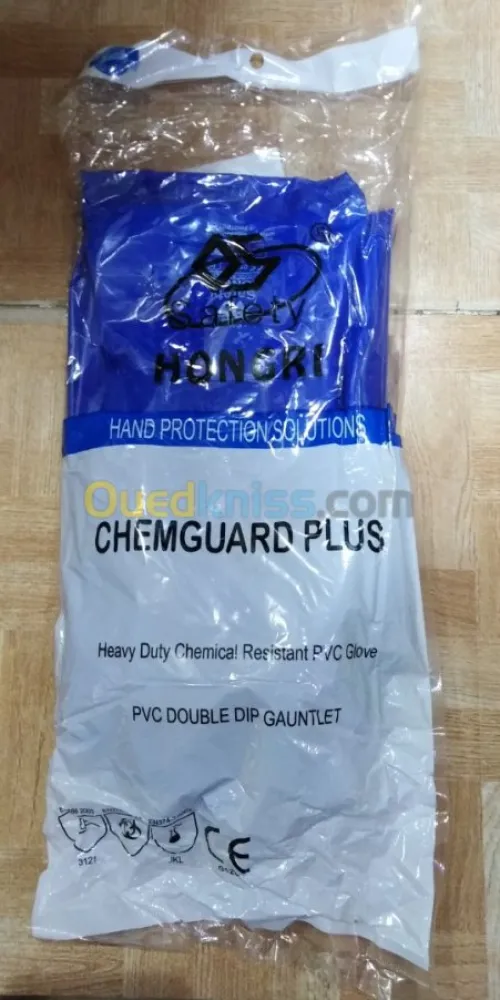 Safety
HONGRI
HAND PROTECTION SOLUTIONS
Ouedkniss.com
CHEMGUARD PLUS
Heavy Duty Chemical Resistant PVC Glove
PVC DOUBLE DIP GAUNTLET
3121
JKL
CE